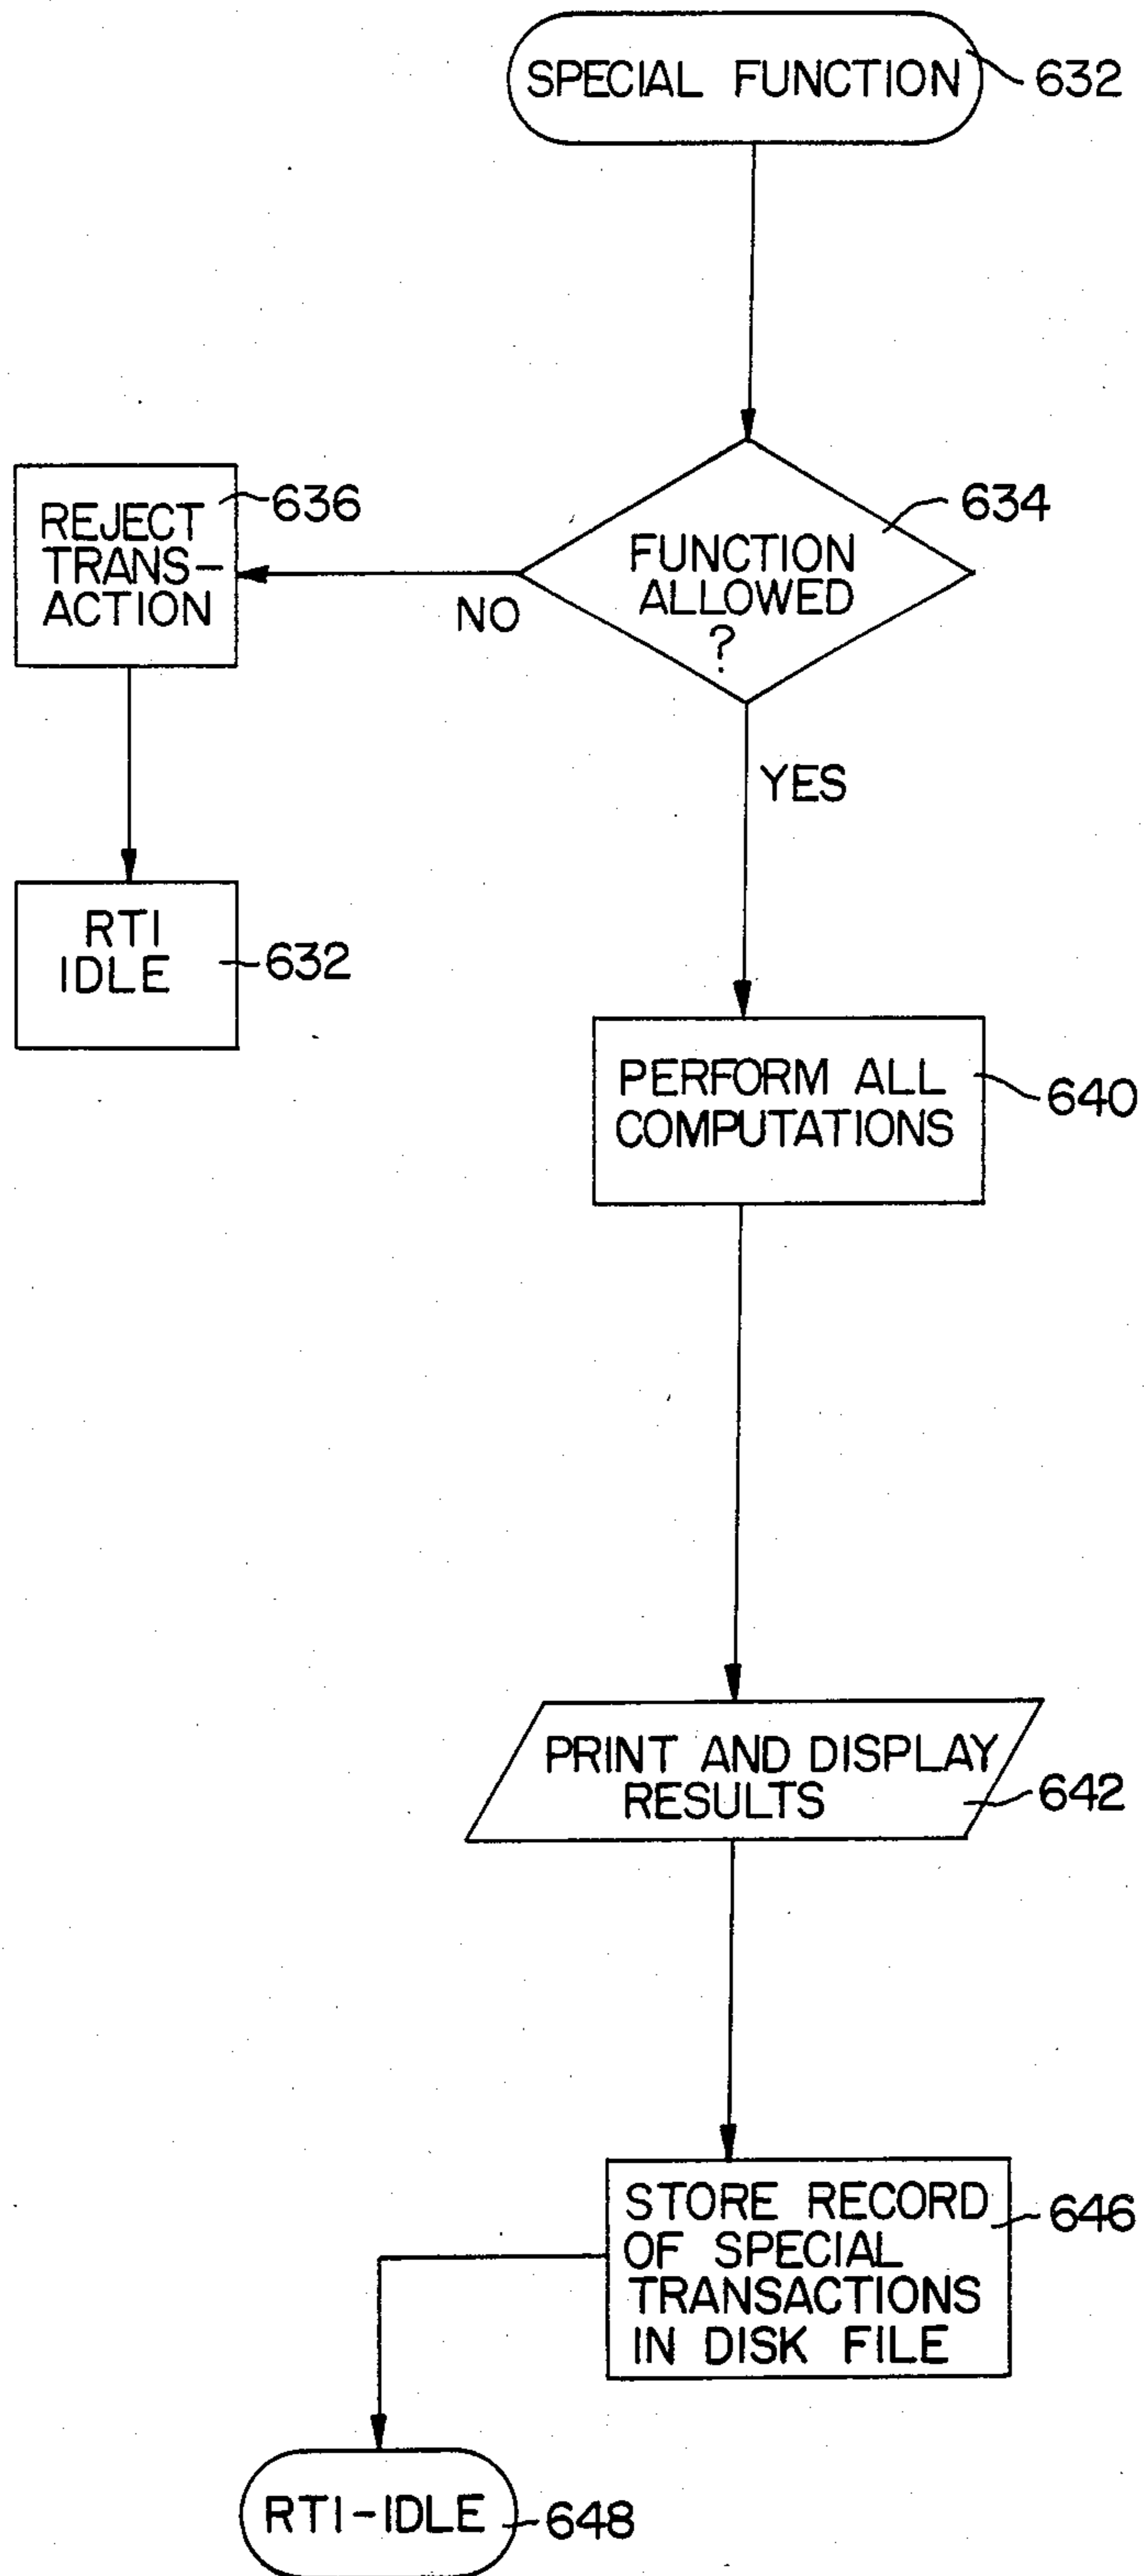 SPECIAL FUNCTION
632
634
FUNCTION
ALLOWED
?
NO
636
REJECT
TRANS-
ACTION
RTI
IDLE
632
YES
PERFORM ALL
COMPUTATIONS
640
PRINT AND DISPLAY
RESULTS
642
STORE RECORD
OF SPECIAL
TRANSACTIONS
IN DISK FILE
646
RTI-IDLE
648